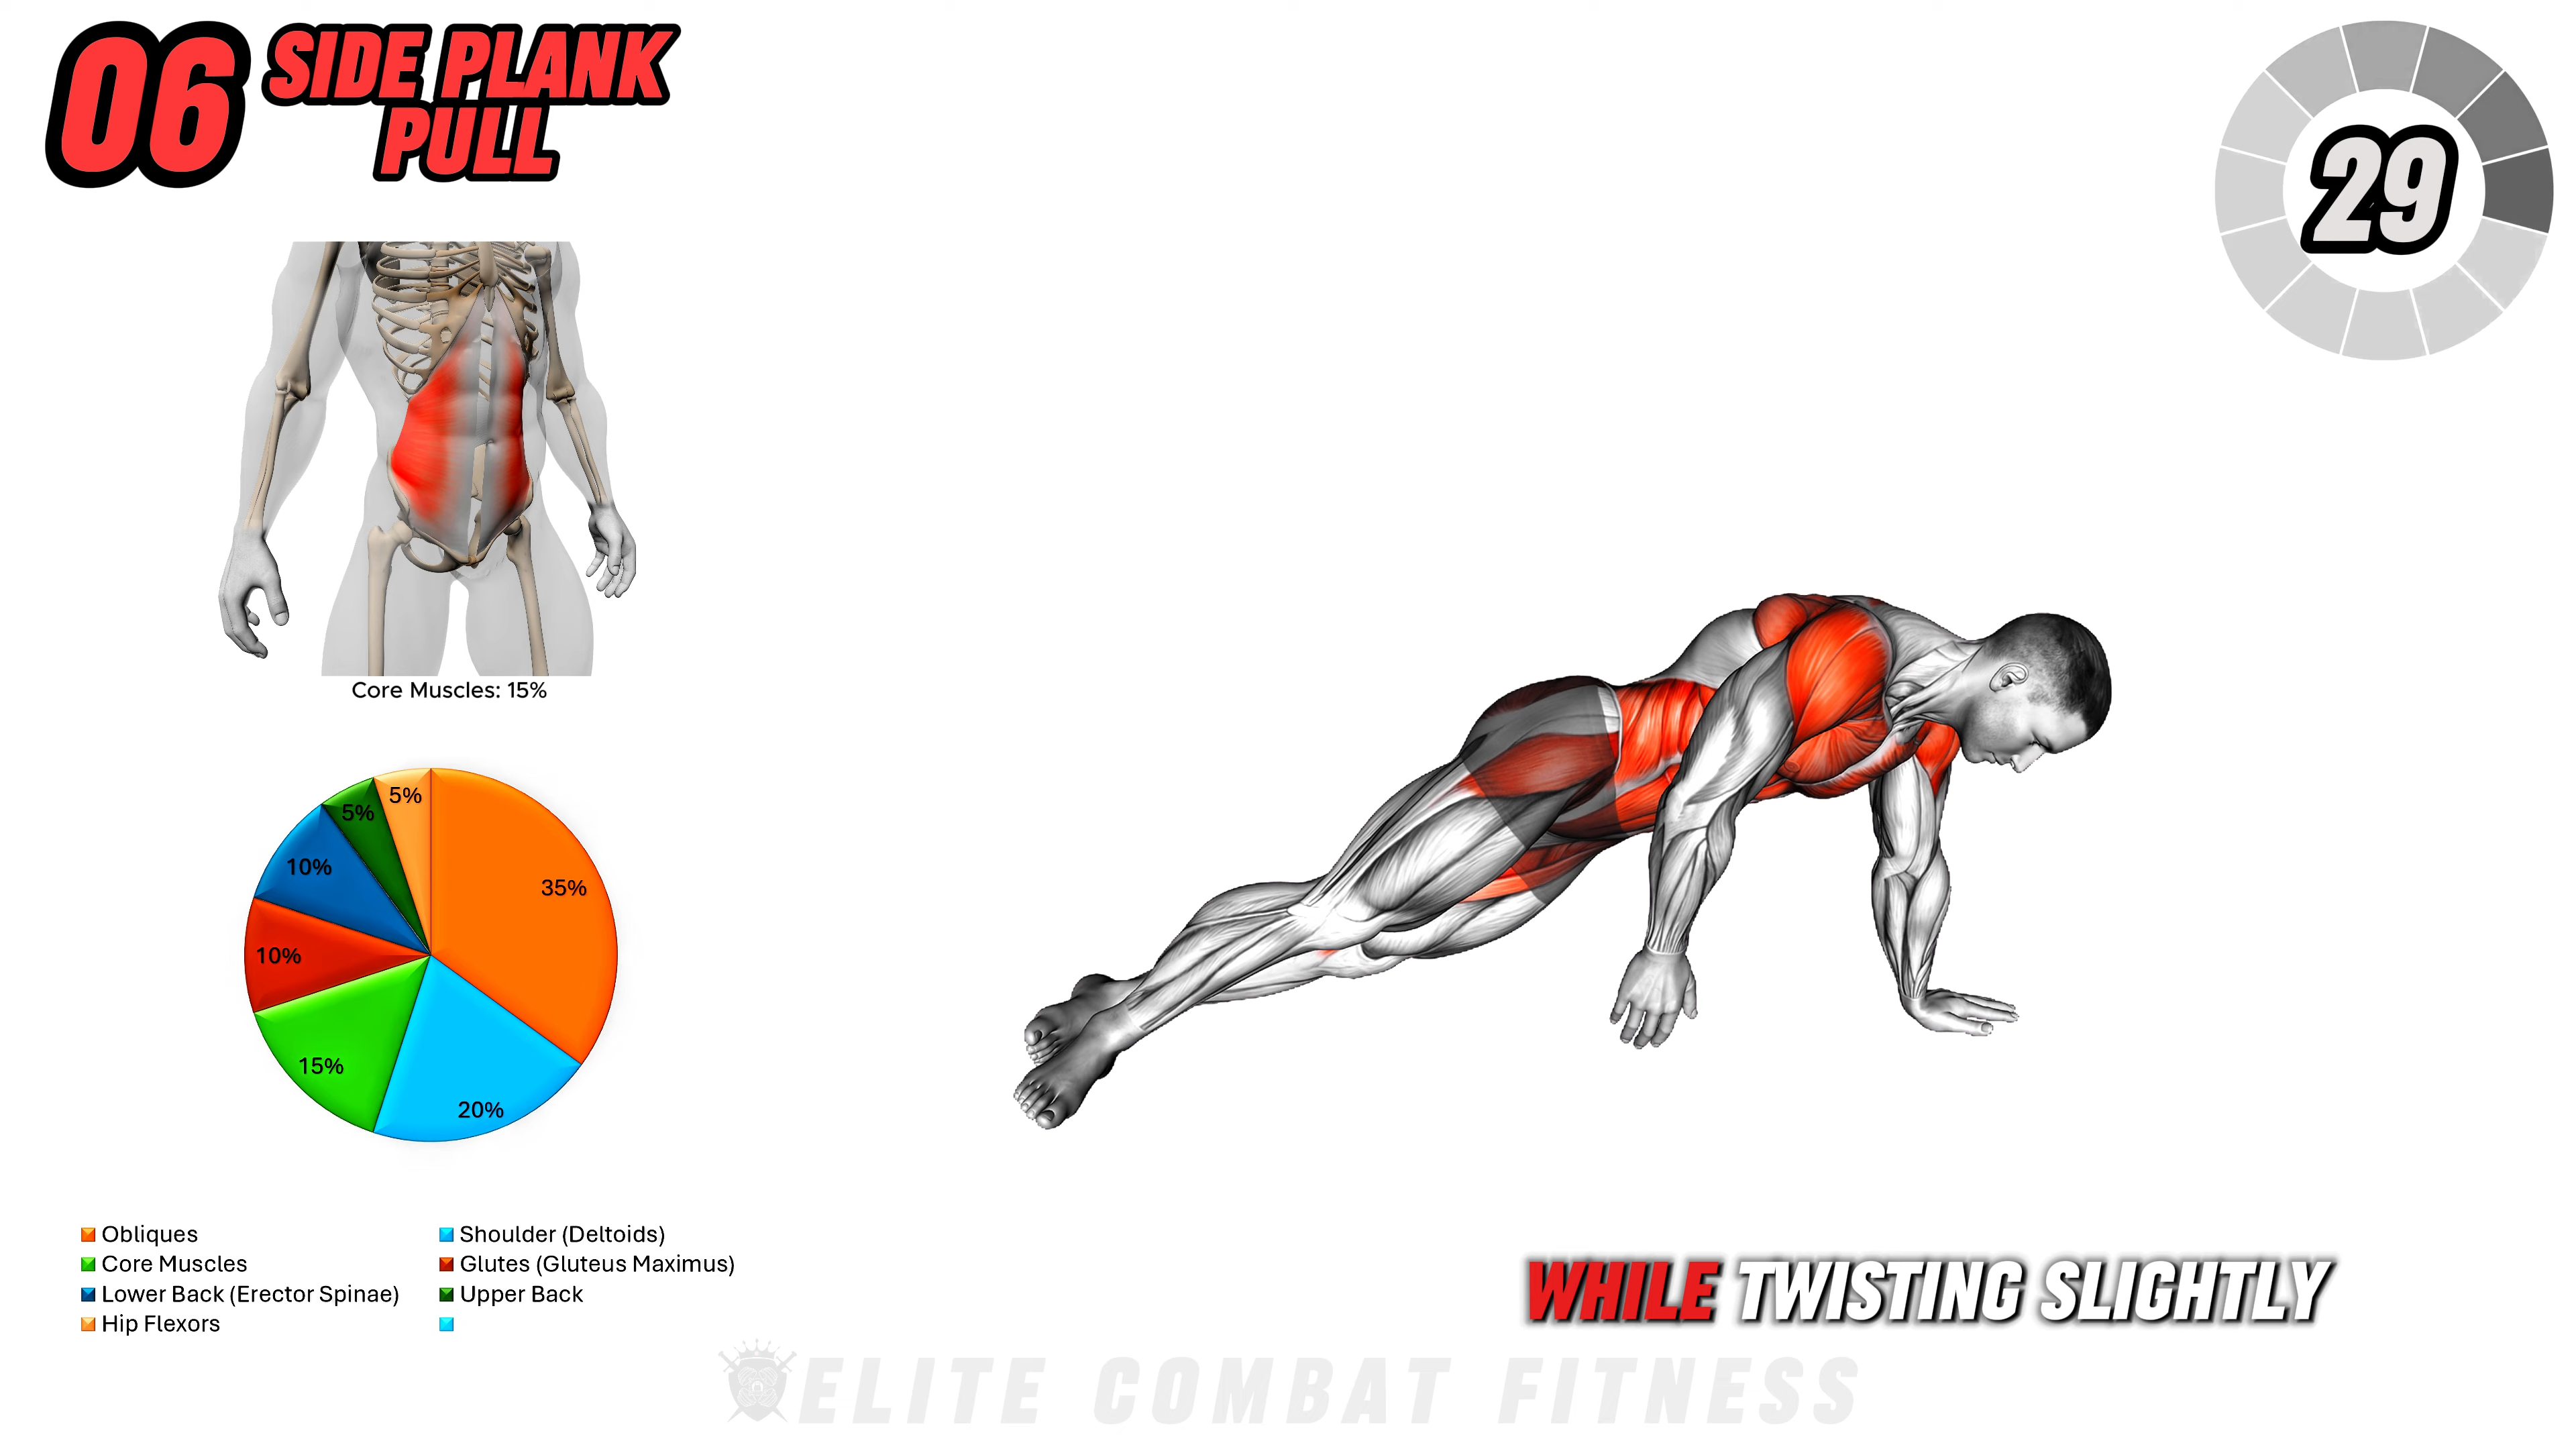 06
SIDE PLANK
PULL
29
Core Muscles: 15%
5%
5%
10%
35%
10%
15%
20%
Obliques
Shoulder (Deltoids)
Core Muscles
Glutes (Gluteus Maximus)
Lower Back (Erector Spinae)
Upper Back
Hip Flexors
WHILE TWISTING SLIGHTLY
ELITE COMBAT FITNESS